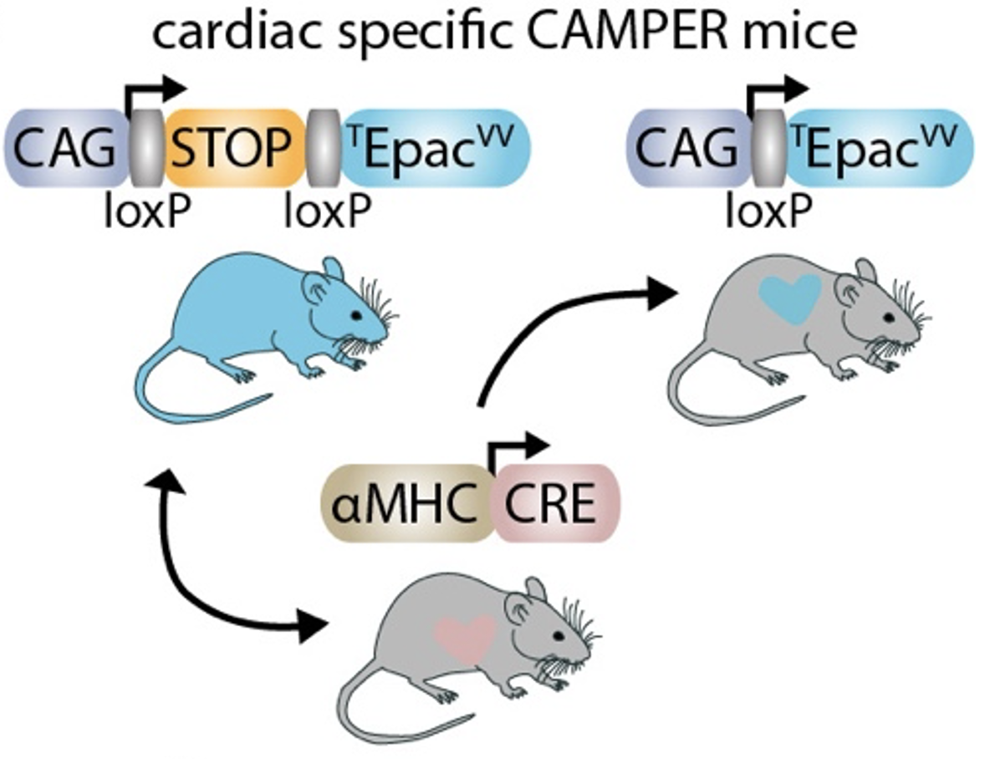 cardiac specific CAMPER mice
CAG STOP ᵀEpacⱽⱽ
loxP loxP
CAG ᵀEpacⱽⱽ
loxP
αMHC CRE